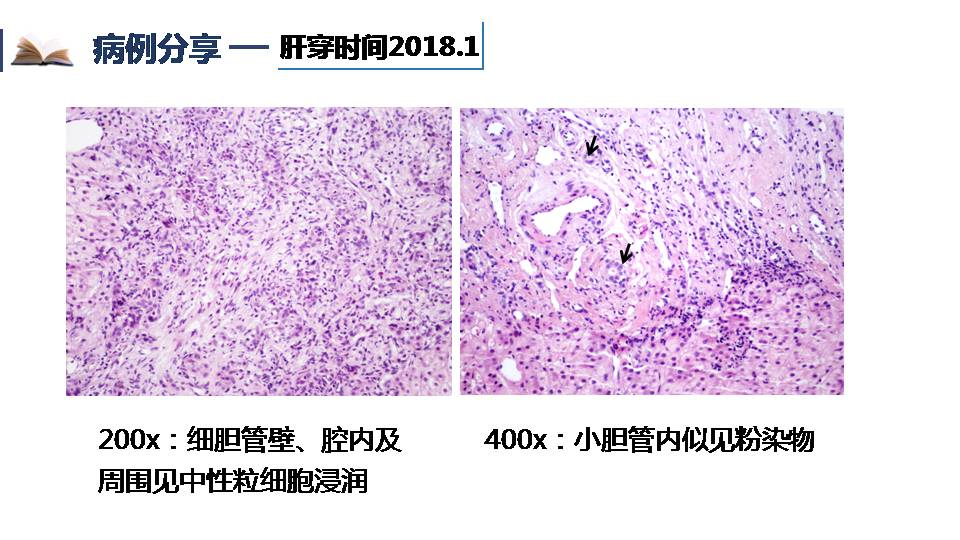 病例分享 — 肝穿时间2018.1
200x：细胆管壁、腔内及
周围见中性粒细胞浸润
400x：小胆管内似见粉染物